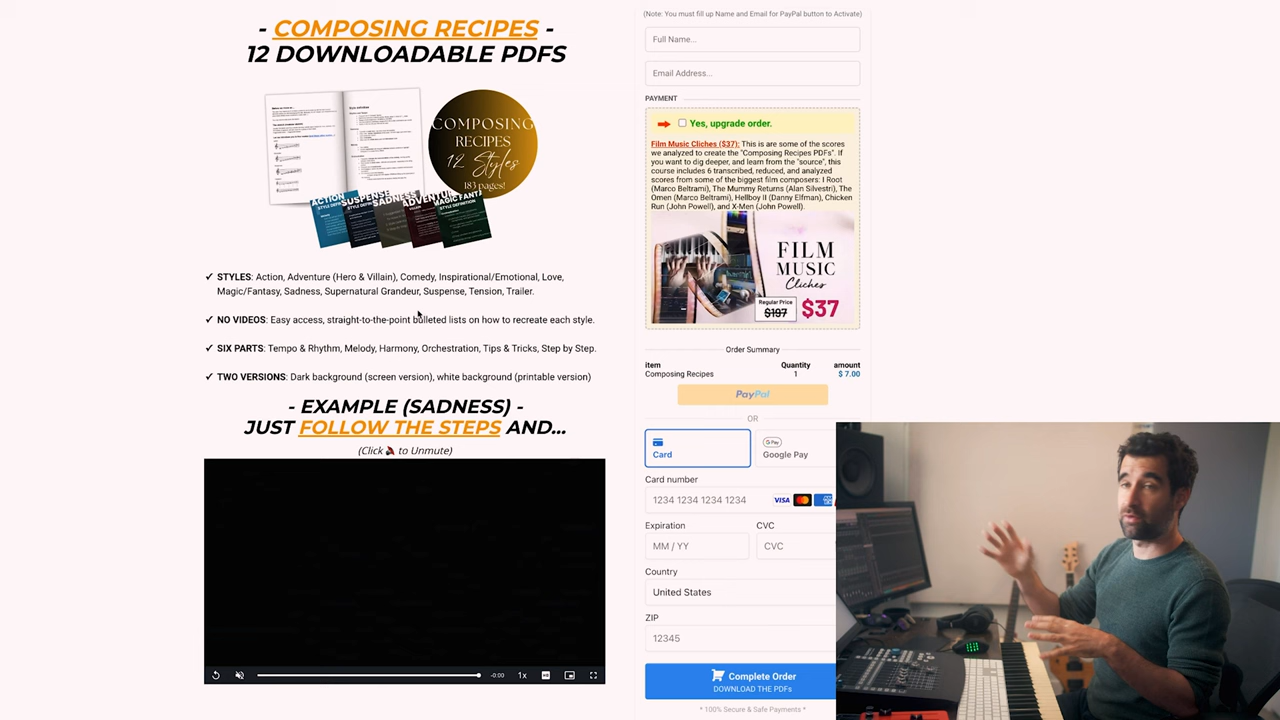 - COMPOSING RECIPES -
12 DOWNLOADABLE PDFS
COMPOSING
RECIPES
12 Styles
183 pages!
ACTION
STYLE DEFINITION
SUSPENSE
SADNESS
ADVENTURE
MAGIC FANT
✓ STYLES: Action, Adventure (Hero & Villain), Comedy, Inspirational/Emotional, Love,
Magic/Fantasy, Sadness, Supernatural Grandeur, Suspense, Tension, Trailer.
✓ NO VIDEOS: Easy access, straight-to-the-point bulleted lists on how to recreate each style.
✓ SIX PARTS: Tempo & Rhythm, Melody, Harmony, Orchestration, Tips & Tricks, Step by Step.
✓ TWO VERSIONS: Dark background (screen version), white background (printable version)
- EXAMPLE (SADNESS) -
JUST FOLLOW THE STEPS AND...
(Click to Unmute)
-0:00
1x
(Note: You must fill up Name and Email for PayPal button to Activate)
Full Name...
Email Address...
PAYMENT
Yes, upgrade order.
Film Music Cliches ($37): This is are some of the scores
we analyzed to create the "Composing Recipes PDFs". If
you want to dig deeper, and learn from the "source", this
course includes 6 transcribed, reduced, and analyzed
scores from some of the biggest film composers: I Root
(Marco Beltrami), The Mummy Returns (Alan Silvestri), The
Omen (Marco Beltrami), Hellboy II (Danny Elfman), Chicken
Run (John Powell), and X-Men (John Powell).
FILM
MUSIC
Cliches
Regular Price
$197
$37
Order Summary
item Quantity amount
Composing Recipes 1 $ 7.00
PayPal
OR
Card
G Pay
Google Pay
Card number
1234 1234 1234 1234
VISA
Expiration CVC
MM / YY CVC
Country
United States
ZIP
12345
Complete Order
DOWNLOAD THE PDFs
* 100% Secure & Safe Payments *